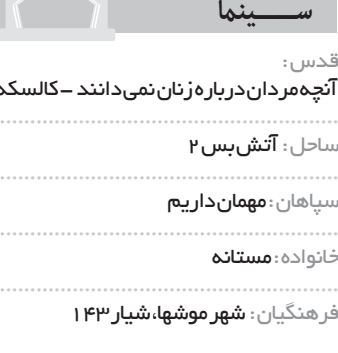 ســـینما
قدس:
آنچه مردان درباره زنان نمی‌دانند – کالسکه
ساحل: آتش بس ۲
سپاهان: مهمان داریم
خانواده: مستانه
فرهنگیان: شهر موشها، شیار ۱۴۳